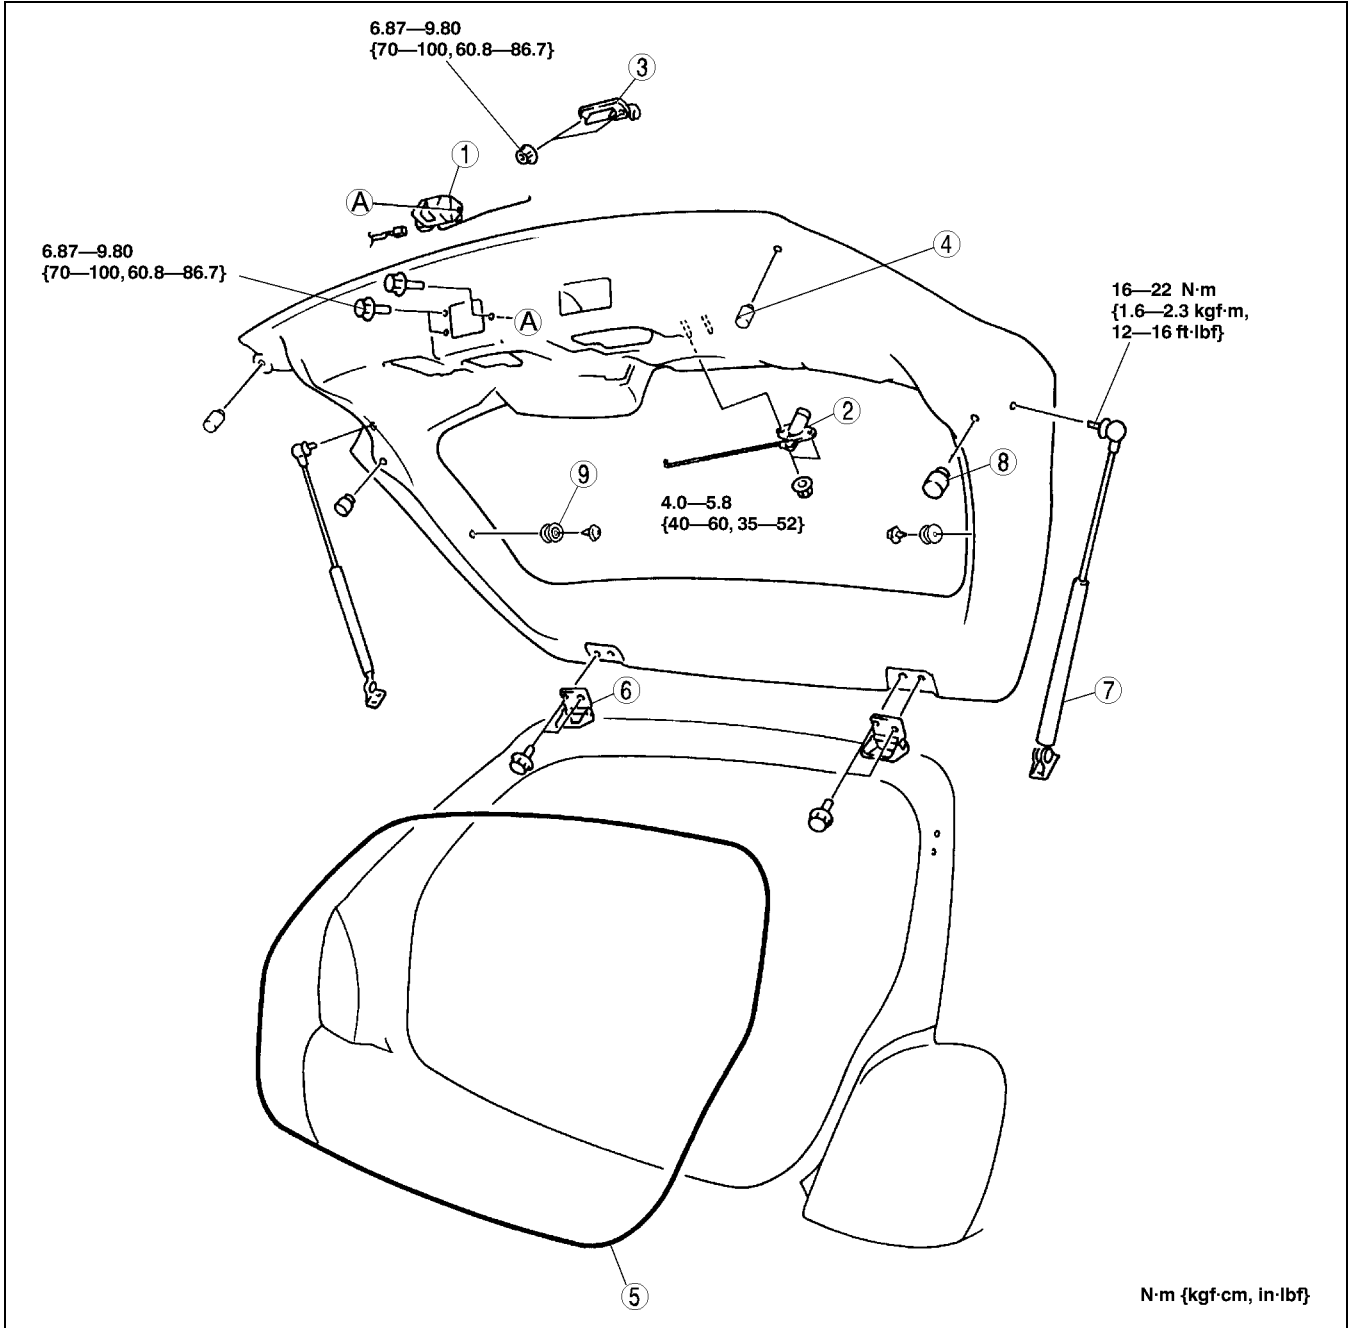 6.87—9.80
{70—100, 60.8—86.7}
3
1
A
6.87—9.80
{70—100, 60.8—86.7}
4
16—22 N·m
{1.6—2.3 kgf·m,
12—16 ft·lbf}
A
2
8
9
4.0—5.8
{40—60, 35—52}
6
7
5
N·m {kgf·cm, in·lbf}